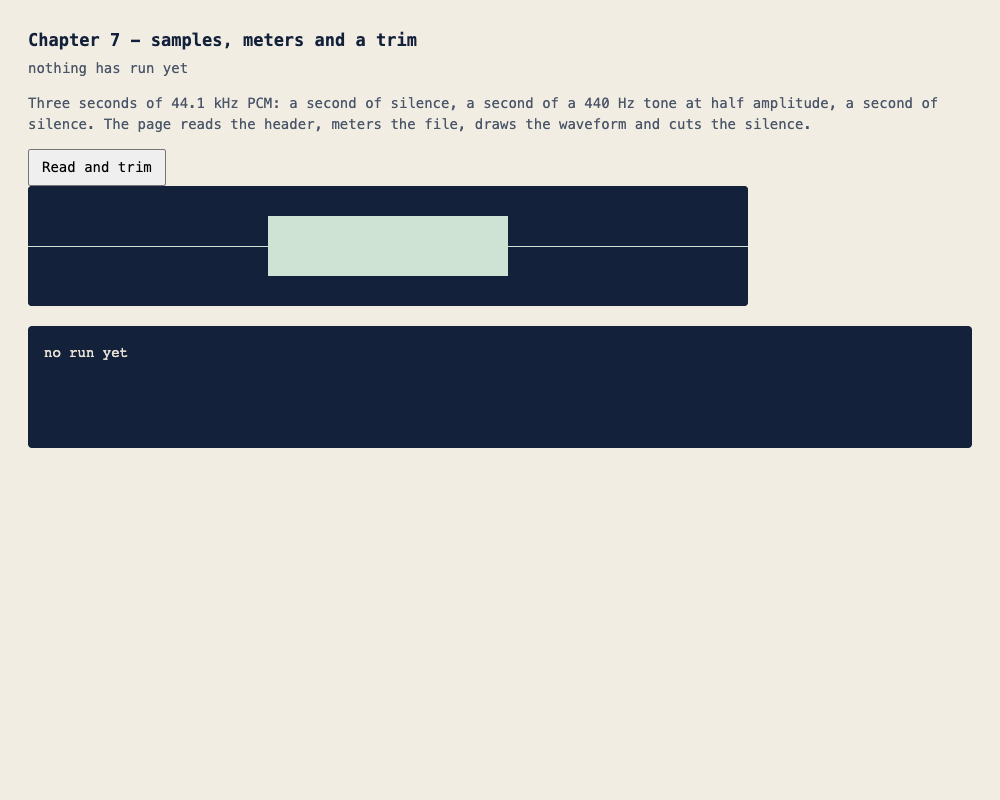 Chapter 7 — samples, meters and a trim
nothing has run yet
Three seconds of 44.1 kHz PCM: a second of silence, a second of a 440 Hz tone at half amplitude, a second of
silence. The page reads the header, meters the file, draws the waveform and cuts the silence.
Read and trim
no run yet